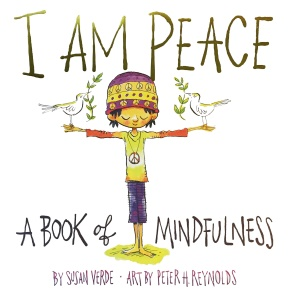 I AM PEACE
A BOOK of MINDFULNESS
BY SUSAN VERDE · ART BY PETER H. REYNOLDS